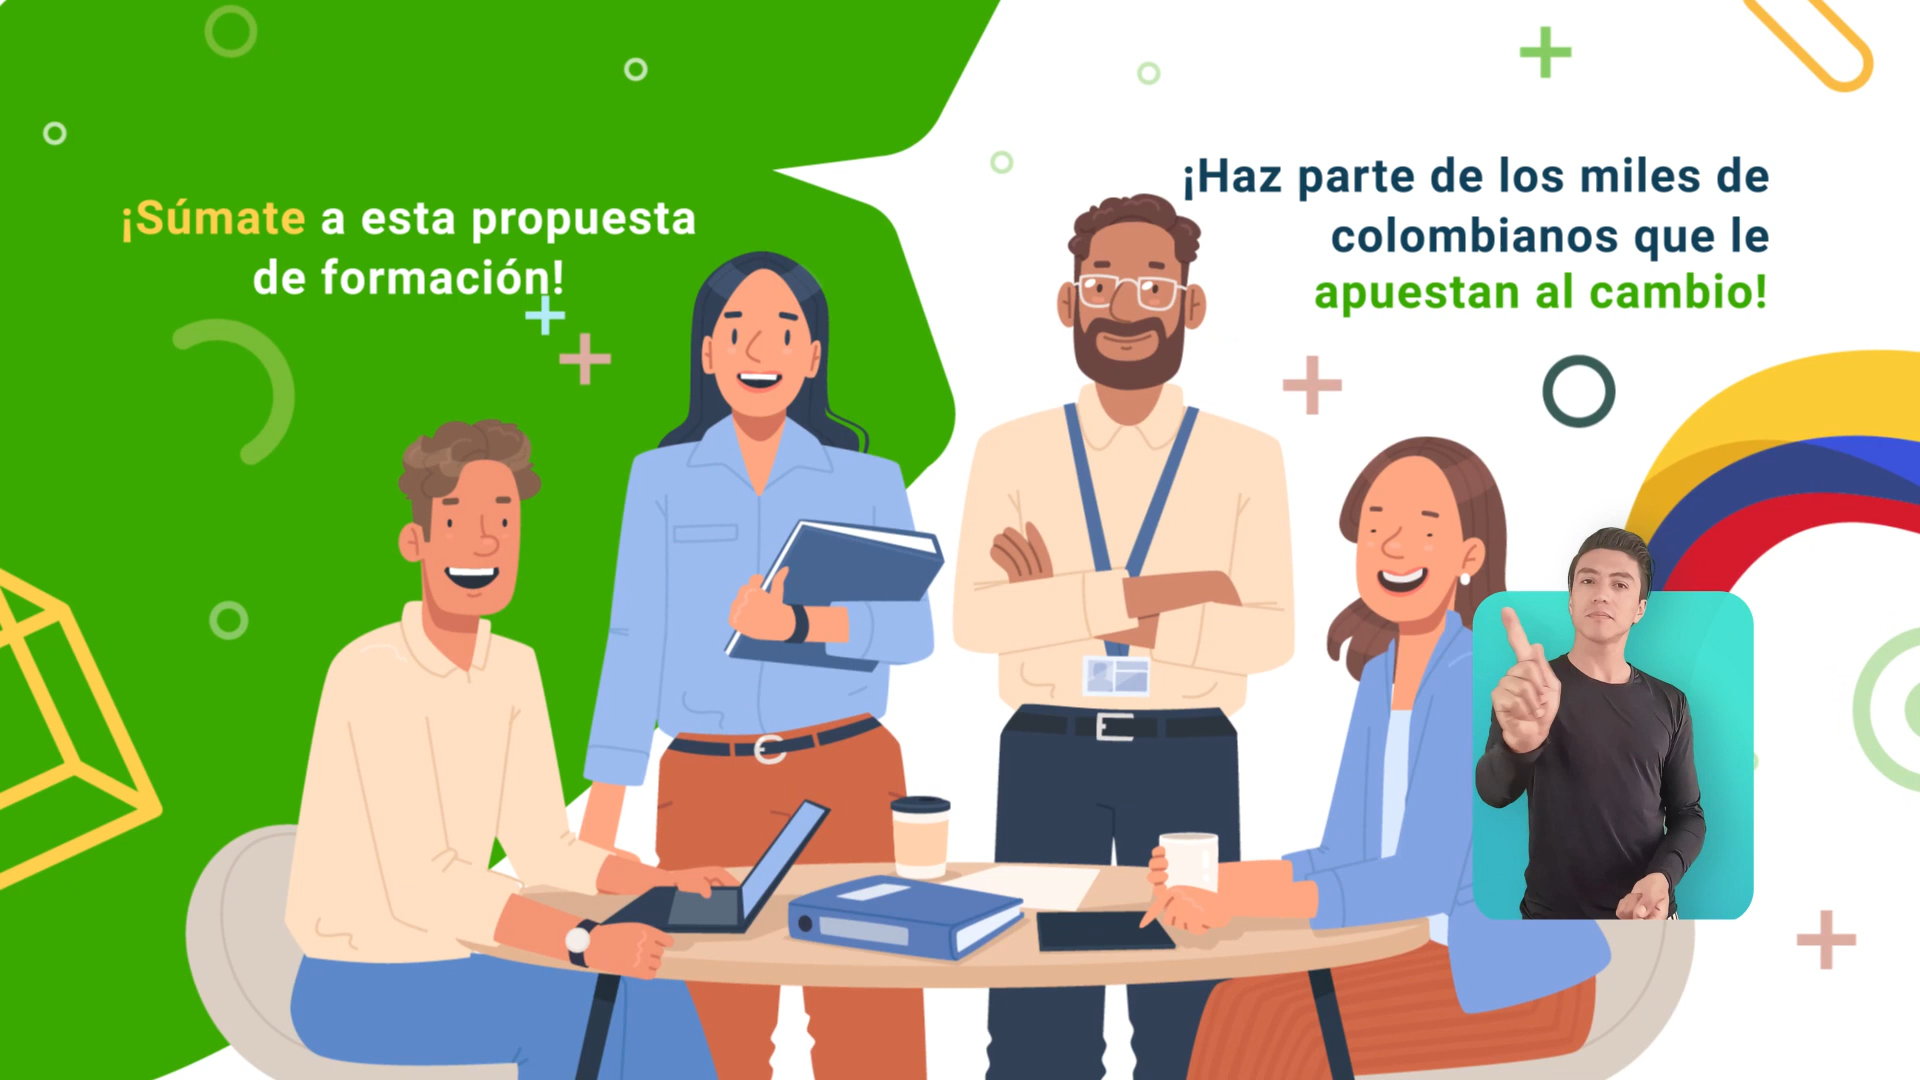 ¡Súmate a esta propuesta
de formación!
¡Haz parte de los miles de
colombianos que le
apuestan al cambio!